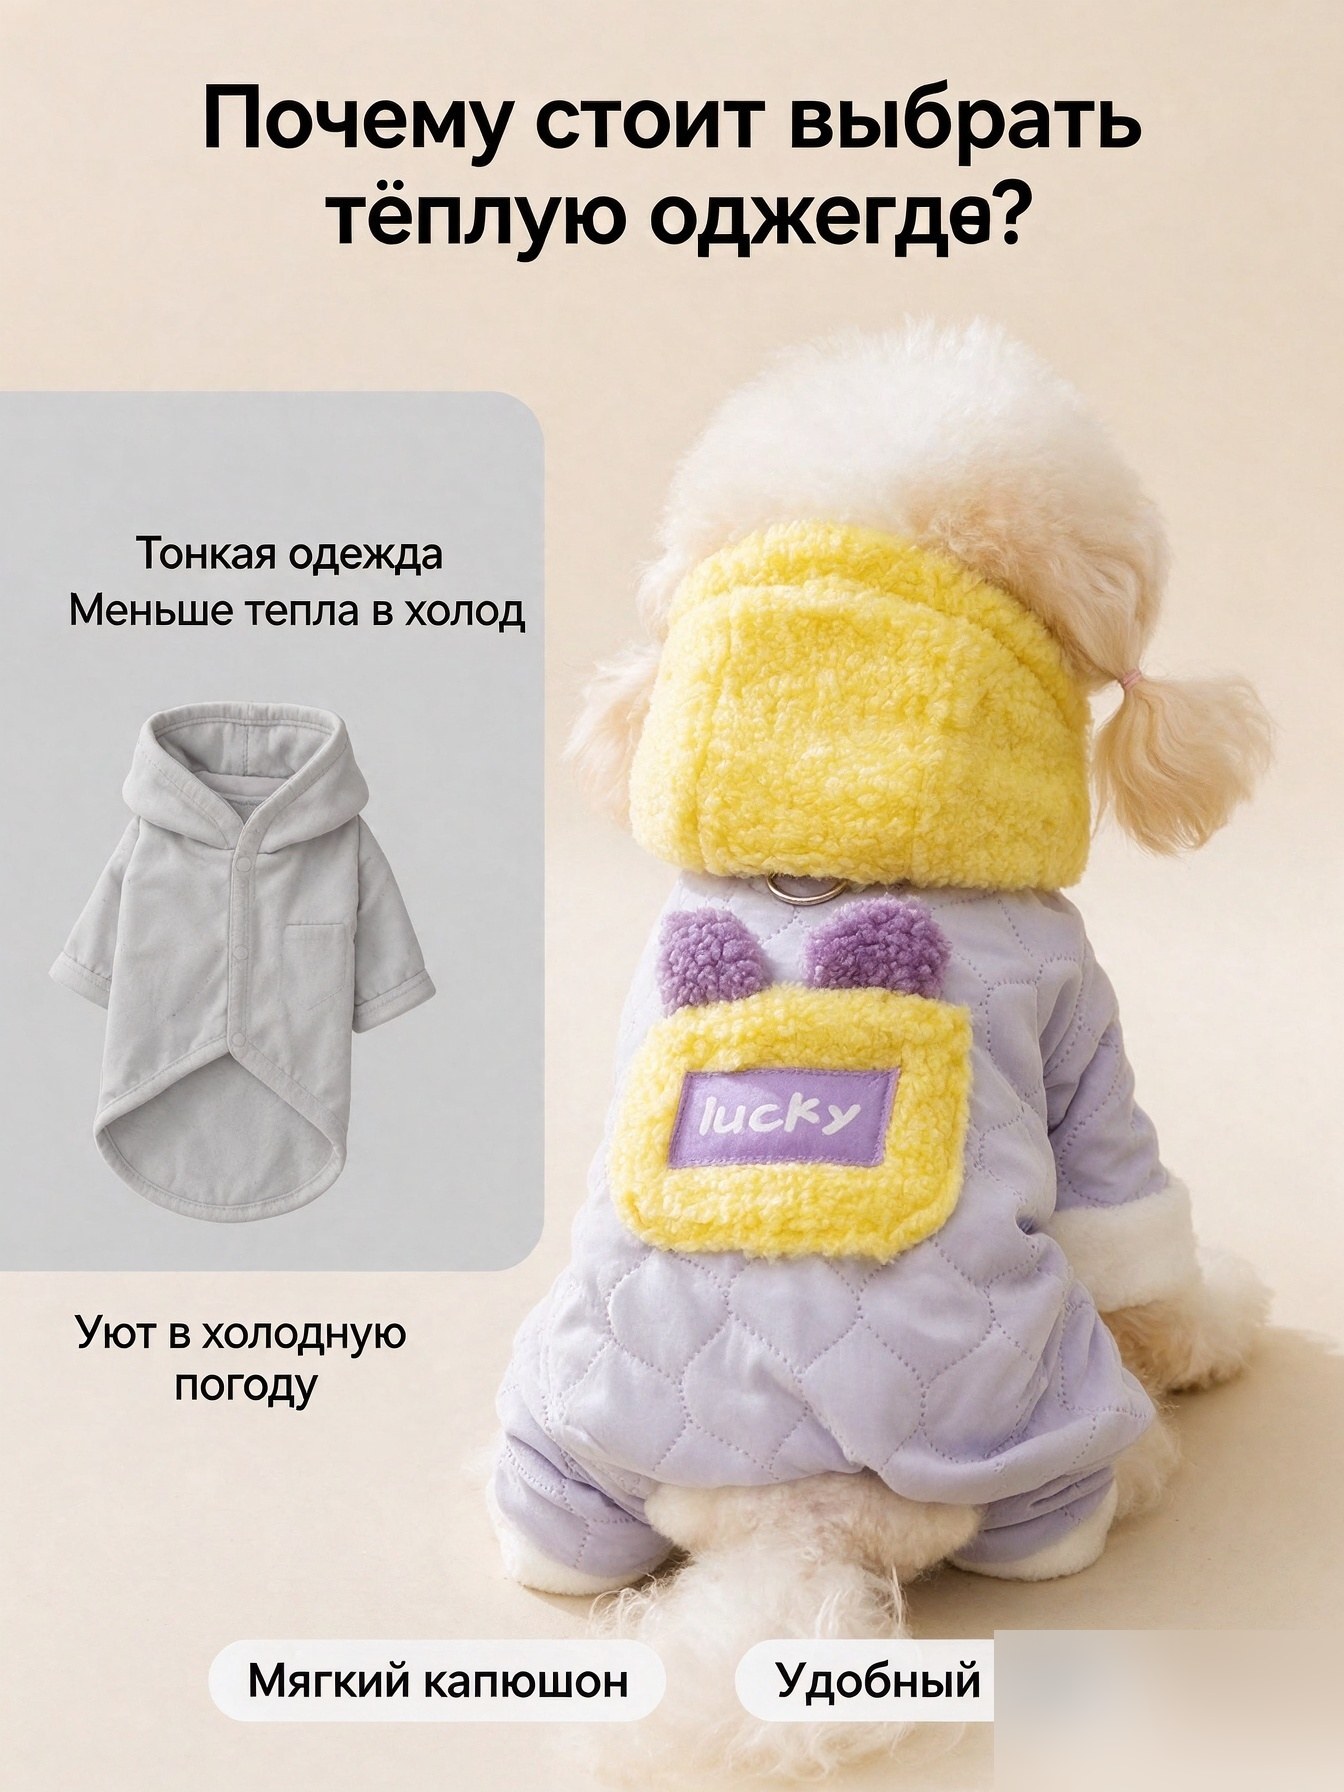 Почему стоит выбрать
тёплую оджегдө?
Тонкая одежда
Меньше тепла в холод
lucky
Уют в холодную
погоду
Мягкий капюшон
Удобный